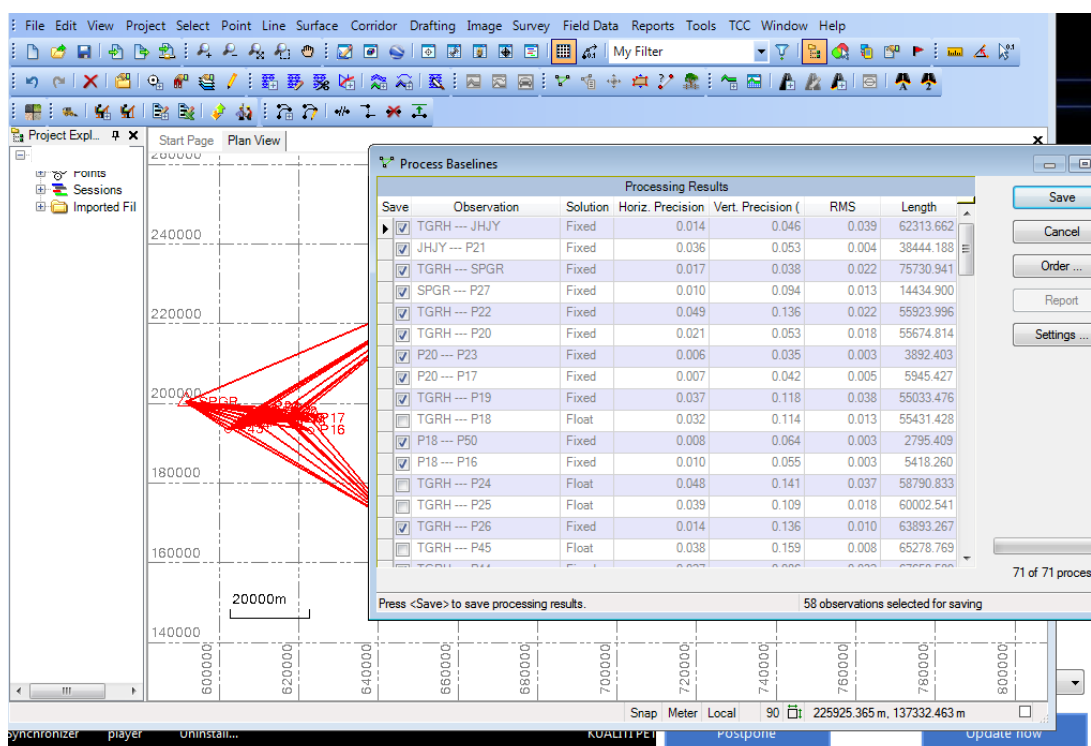 File Edit View Project Select Point Line Surface Corridor Drafting Image Survey Field Data Reports Tools TCC Window Help
My Filter
Project Expl...
Start Page Plan View
Points
Sessions
Imported Fil
260000
240000
220000
200000
180000
160000
140000
SPGR
P17
P16
20000m
600000 620000 640000 660000 680000 700000 720000 740000 760000 780000 800000
Process Baselines
Processing Results
Save Observation Solution Horiz. Precision Vert. Precision ( RMS Length
TGRH --- JHJY Fixed 0.014 0.046 0.039 62313.662
JHJY --- P21 Fixed 0.036 0.053 0.004 38444.188
TGRH --- SPGR Fixed 0.017 0.038 0.022 75730.941
SPGR --- P27 Fixed 0.010 0.094 0.013 14434.900
TGRH --- P22 Fixed 0.049 0.136 0.022 55923.996
TGRH --- P20 Fixed 0.021 0.053 0.018 55674.814
P20 --- P23 Fixed 0.006 0.035 0.003 3892.403
P20 --- P17 Fixed 0.007 0.042 0.005 5945.427
TGRH --- P19 Fixed 0.037 0.118 0.038 55033.476
TGRH --- P18 Float 0.032 0.114 0.013 55431.428
P18 --- P50 Fixed 0.008 0.064 0.003 2795.409
P18 --- P16 Fixed 0.010 0.055 0.003 5418.260
TGRH --- P24 Float 0.048 0.141 0.037 58790.833
TGRH --- P25 Float 0.039 0.109 0.018 60002.541
TGRH --- P26 Fixed 0.014 0.136 0.010 63893.267
TGRH --- P45 Float 0.038 0.159 0.008 65278.769
Save
Cancel
Order ...
Report
Settings ...
71 of 71 proces
Press <Save> to save processing results. 58 observations selected for saving
Snap Meter Local 90 225925.365 m, 137332.463 m
Synchronizer player Uninstall... KUALITI PET Postpone Update now